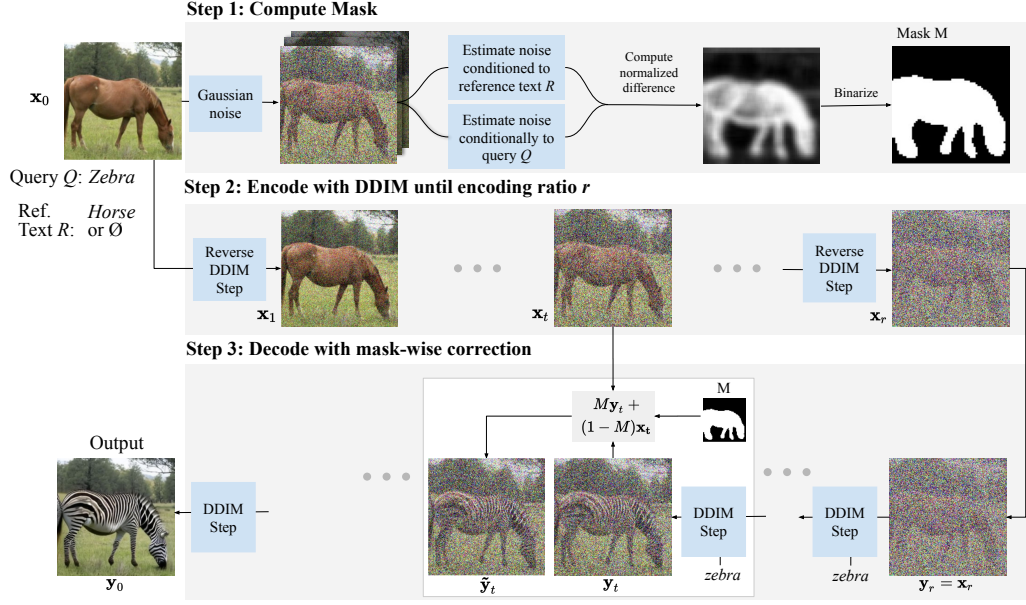 Step 1: Compute Mask
x₀
Gaussian
noise
Estimate noise
conditioned to
reference text R
Estimate noise
conditionally to
query Q
Compute
normalized
difference
Binarize
Mask M
Query Q: Zebra
Ref.
Text R:
Horse
or Ø
Step 2: Encode with DDIM until encoding ratio r
Reverse
DDIM
Step
x₁
xₜ
Reverse
DDIM
Step
xᵣ
Step 3: Decode with mask-wise correction
Myₜ +
(1 − M)xₜ
M
Output
y₀
DDIM
Step
ỹₜ
yₜ
DDIM
Step
zebra
DDIM
Step
zebra
yᵣ = xᵣ